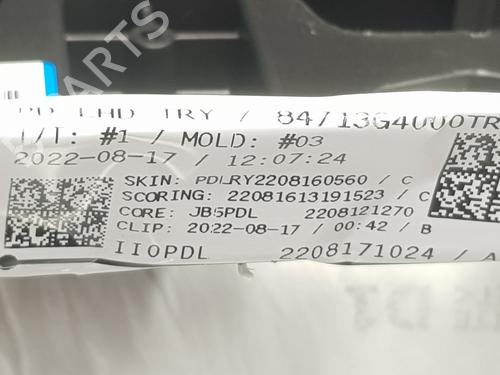 PD LHD TRY / 84713G4000TR
I/T: #1 / MOLD: #03
2022-08-17 / 12:07:24
SKIN: PDLRY2208160560 / C
SCORING: 22081613191523 / C
CORE: JB5PDL 2208121270
CLIP: 2022-08-17 / 00:42 / B
II0PDL 2208171024 / A
PARTS